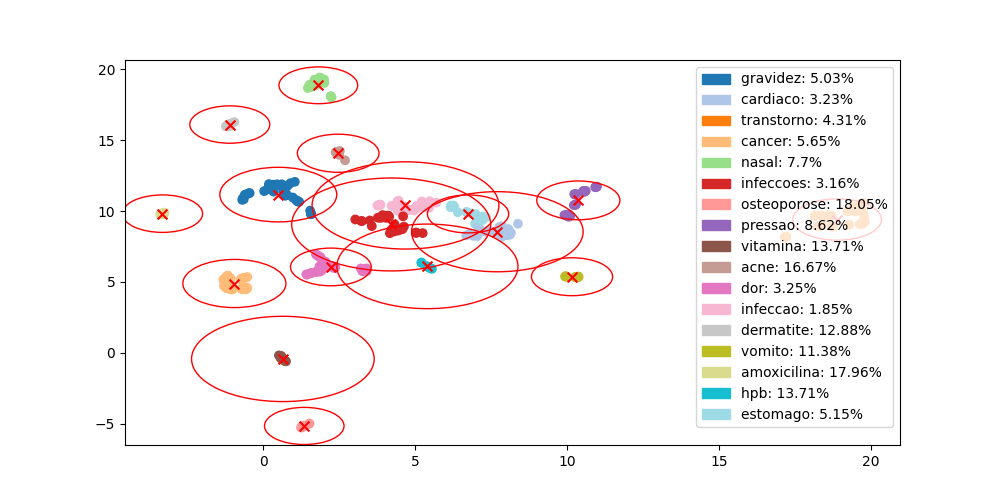 20
15
10
5
0
−5
0
5
10
15
20
gravidez: 5.03%
cardiaco: 3.23%
transtorno: 4.31%
cancer: 5.65%
nasal: 7.7%
infeccoes: 3.16%
osteoporose: 18.05%
pressao: 8.62%
vitamina: 13.71%
acne: 16.67%
dor: 3.25%
infeccao: 1.85%
dermatite: 12.88%
vomito: 11.38%
amoxicilina: 17.96%
hpb: 13.71%
estomago: 5.15%